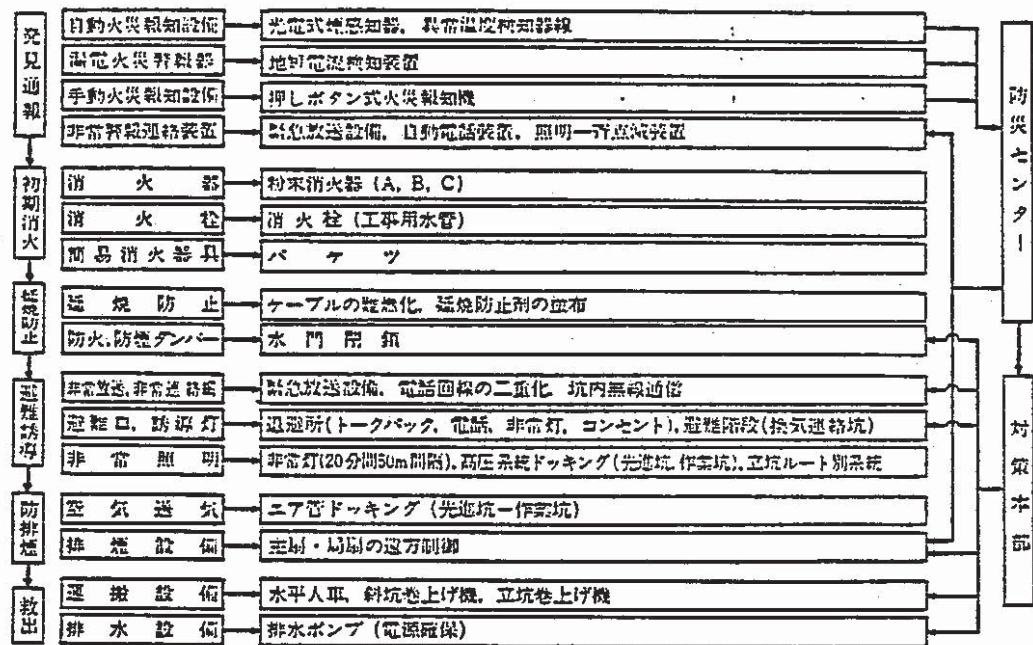 発見通報
自動火災報知設備 光電式煙感知器，異常温度検知器線
漏電火災警報器 地絡電流検知装置
手動火災報知設備 押しボタン式火災報知機
非常警報連絡装置 緊急放送設備，自動電話装置，照明一斉点滅装置
初期消火
消火器 粉末消火器（A，B，C）
消火栓 消火栓（工事用水管）
簡易消火器具 バケツ
延焼防止
延焼防止 ケーブルの難燃化，延焼防止剤の塗布
防火，防煙ダンパー 水門閉鎖
避難誘導
非常放送，非常連絡 緊急放送設備，電話回線の二重化，坑内無線通信
避難口，誘導灯 退避所（トークバック，電話，非常灯，コンセント），避難階段（換気連絡坑）
非常照明 非常灯（20分間50m間隔），高圧系統ドッキング（先進坑，作業坑），立坑ルート別系統
防排煙
空気送気 エア管ドッキング（先進坑ー作業坑）
排煙設備 主扇・局扇の遠方制御
救出
運搬設備 水平人車，斜坑巻上げ機，立坑巻上げ機
排水設備 排水ポンプ（電源確保）
防災センター
対策本部